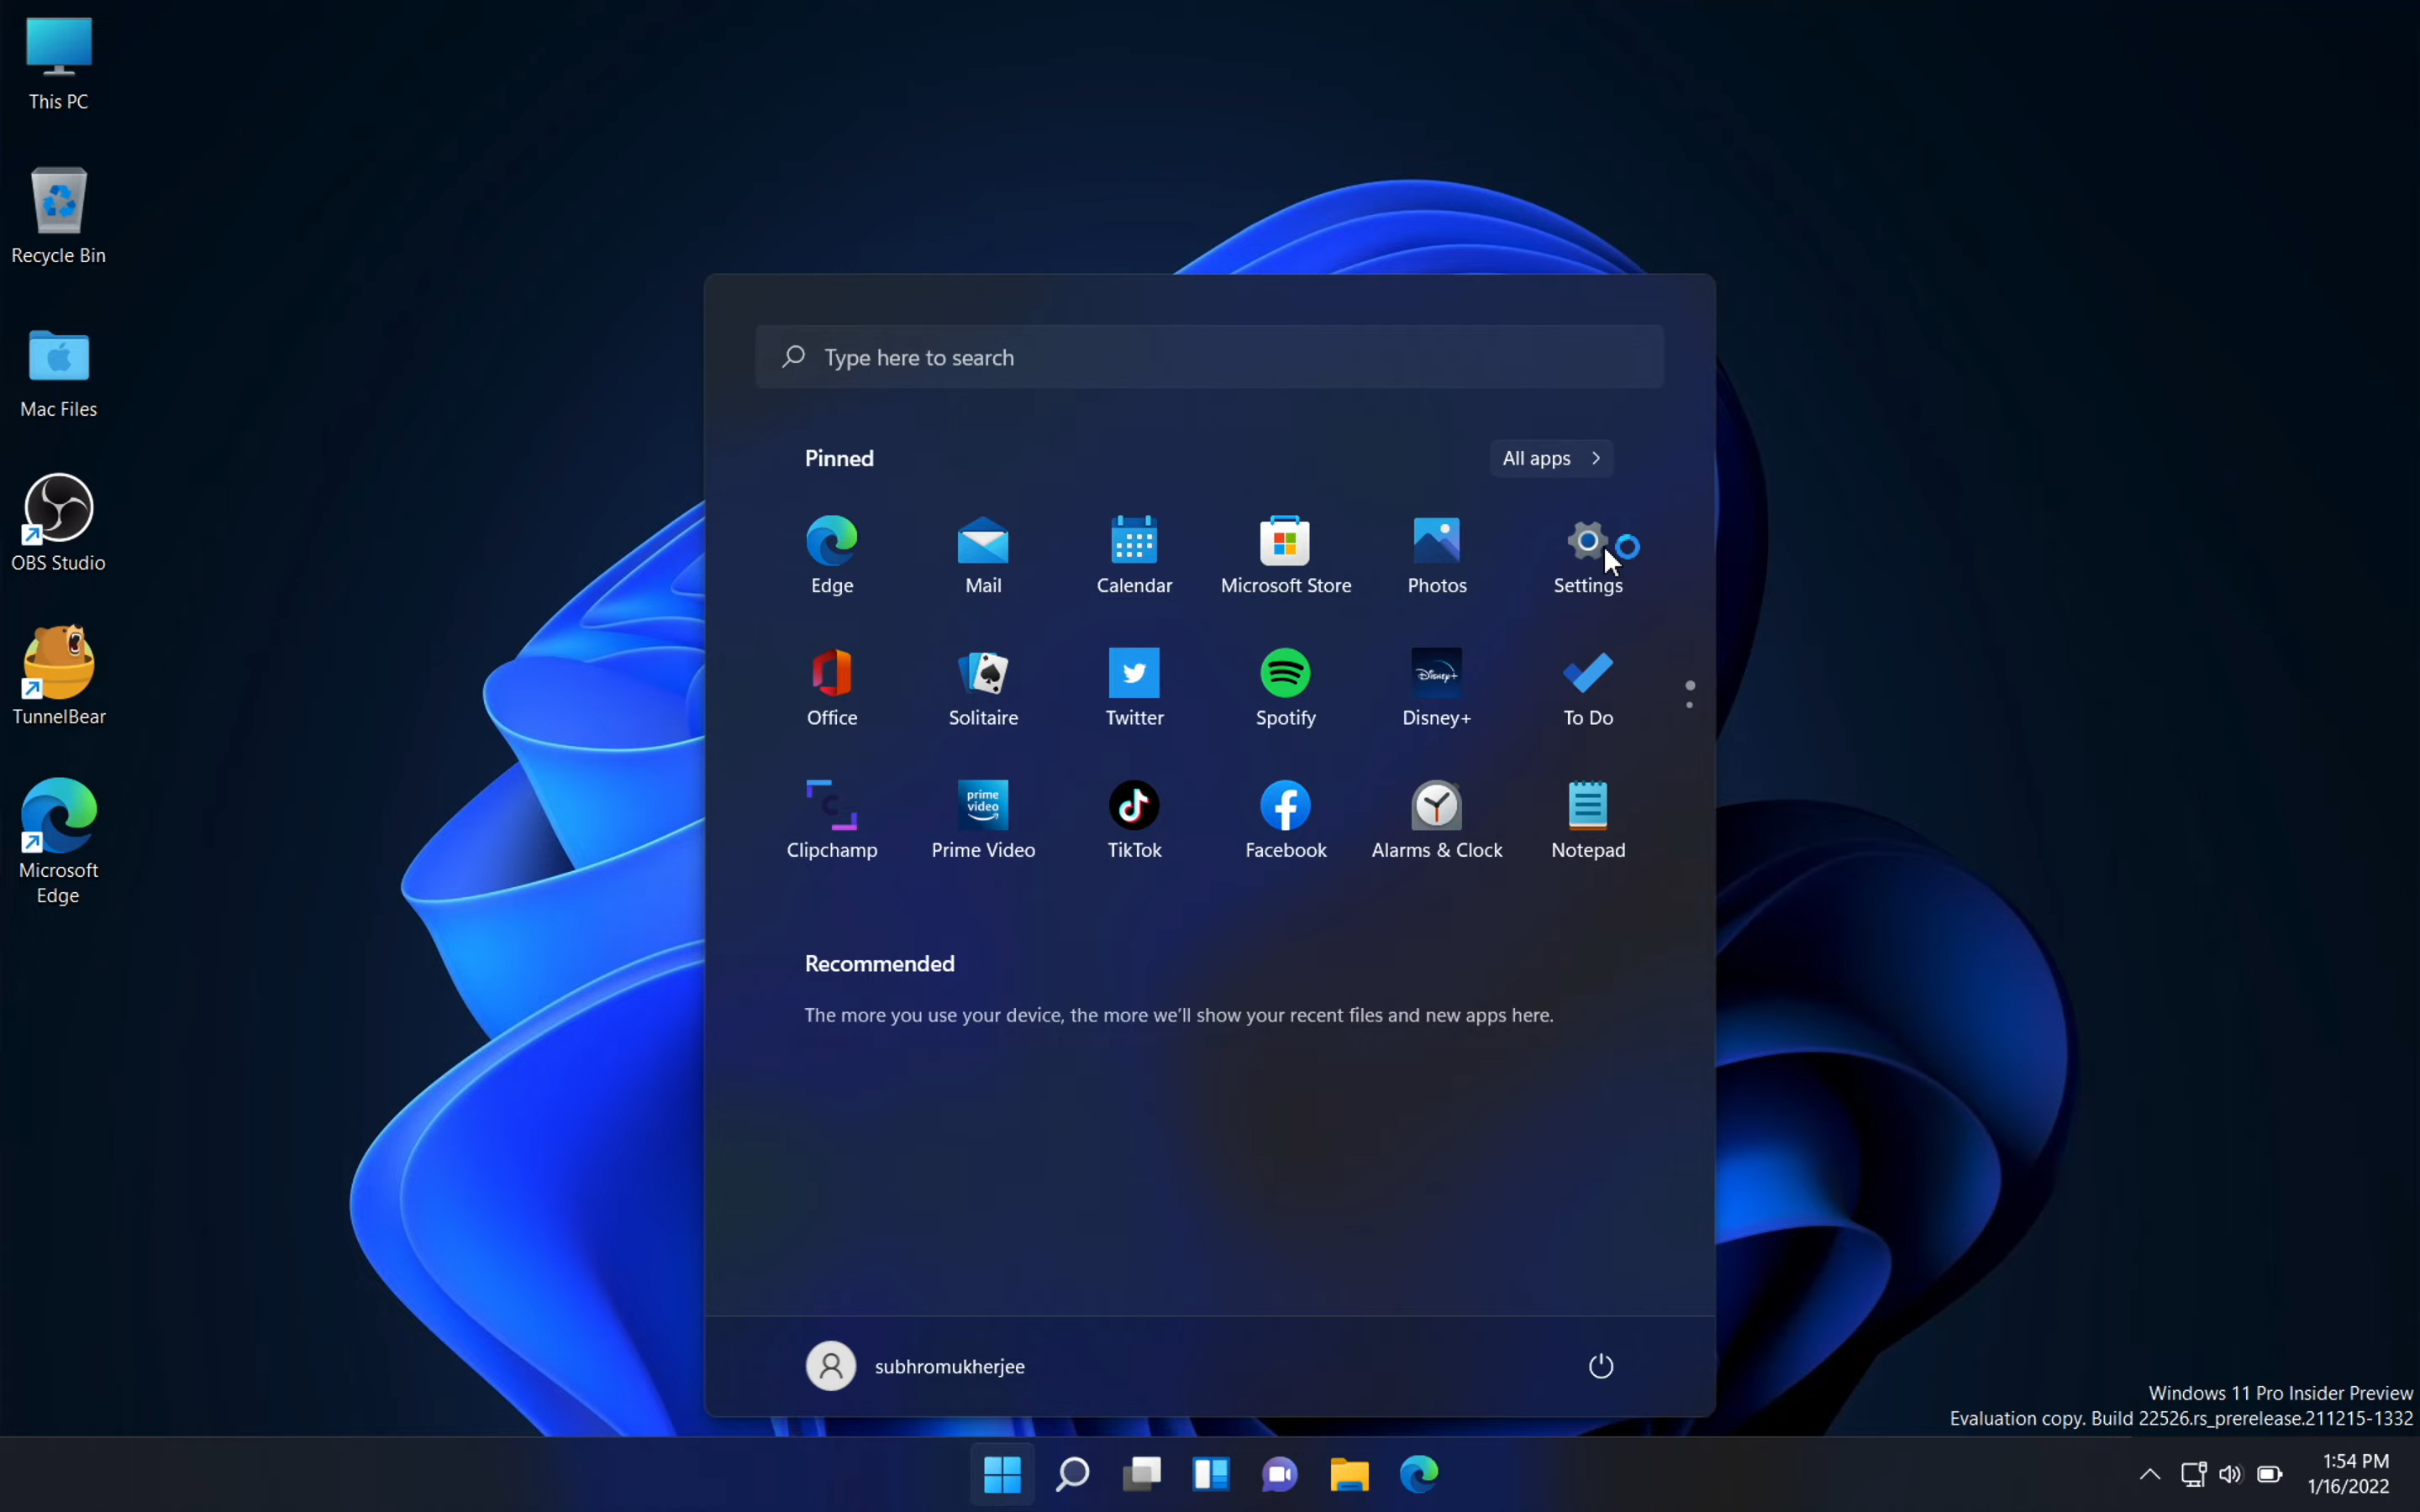 This PC
Recycle Bin
Mac Files
OBS Studio
TunnelBear
Microsoft
Edge
Type here to search
Pinned
All apps
Edge
Mail
Calendar
Microsoft Store
Photos
Settings
Disney+
Office
Solitaire
Twitter
Spotify
Disney+
To Do
prime
video
Clipchamp
Prime Video
TikTok
Facebook
Alarms & Clock
Notepad
Recommended
The more you use your device, the more we'll show your recent files and new apps here.
subhromukherjee
Windows 11 Pro Insider Preview
Evaluation copy. Build 22526.rs_prerelease.211215-1332
1:54 PM
1/16/2022